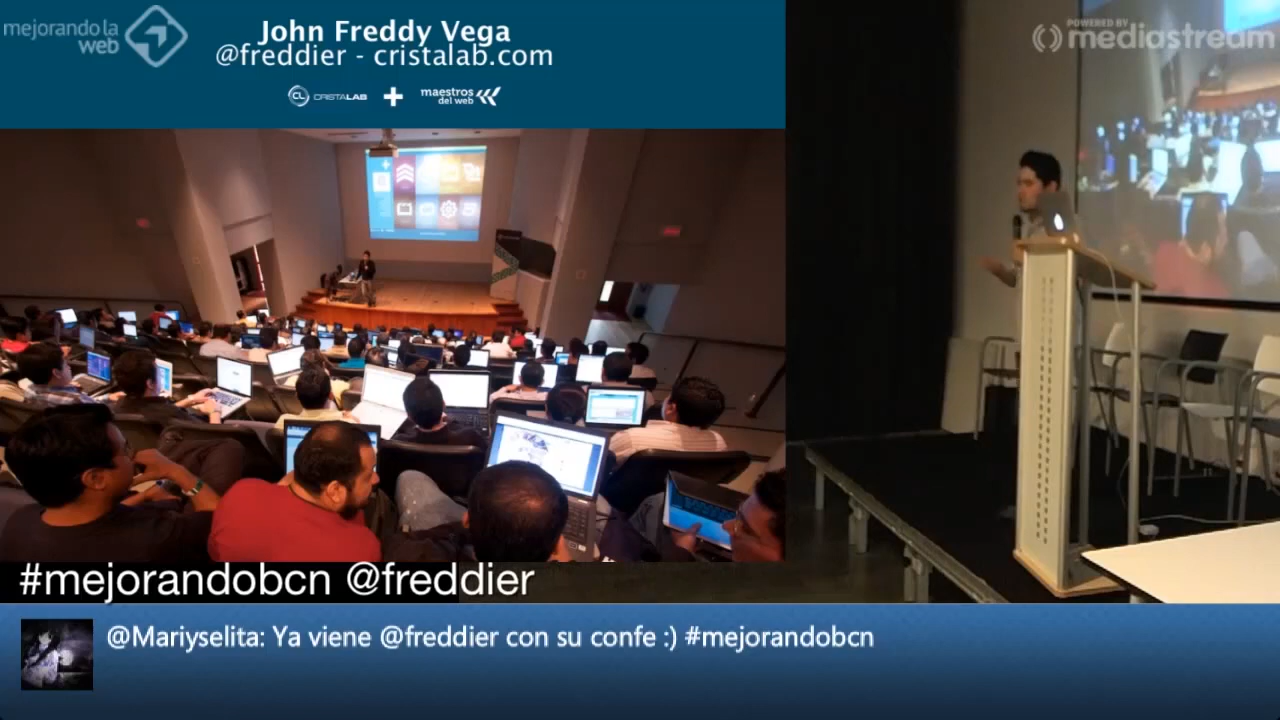 mejorando la
web
John Freddy Vega
@freddier - cristalab.com
CL CRISTALAB + maestros
del web
POWERED BY
mediastream
#mejorandobcn @freddier
@Mariyselita: Ya viene @freddier con su confe :) #mejorandobcn